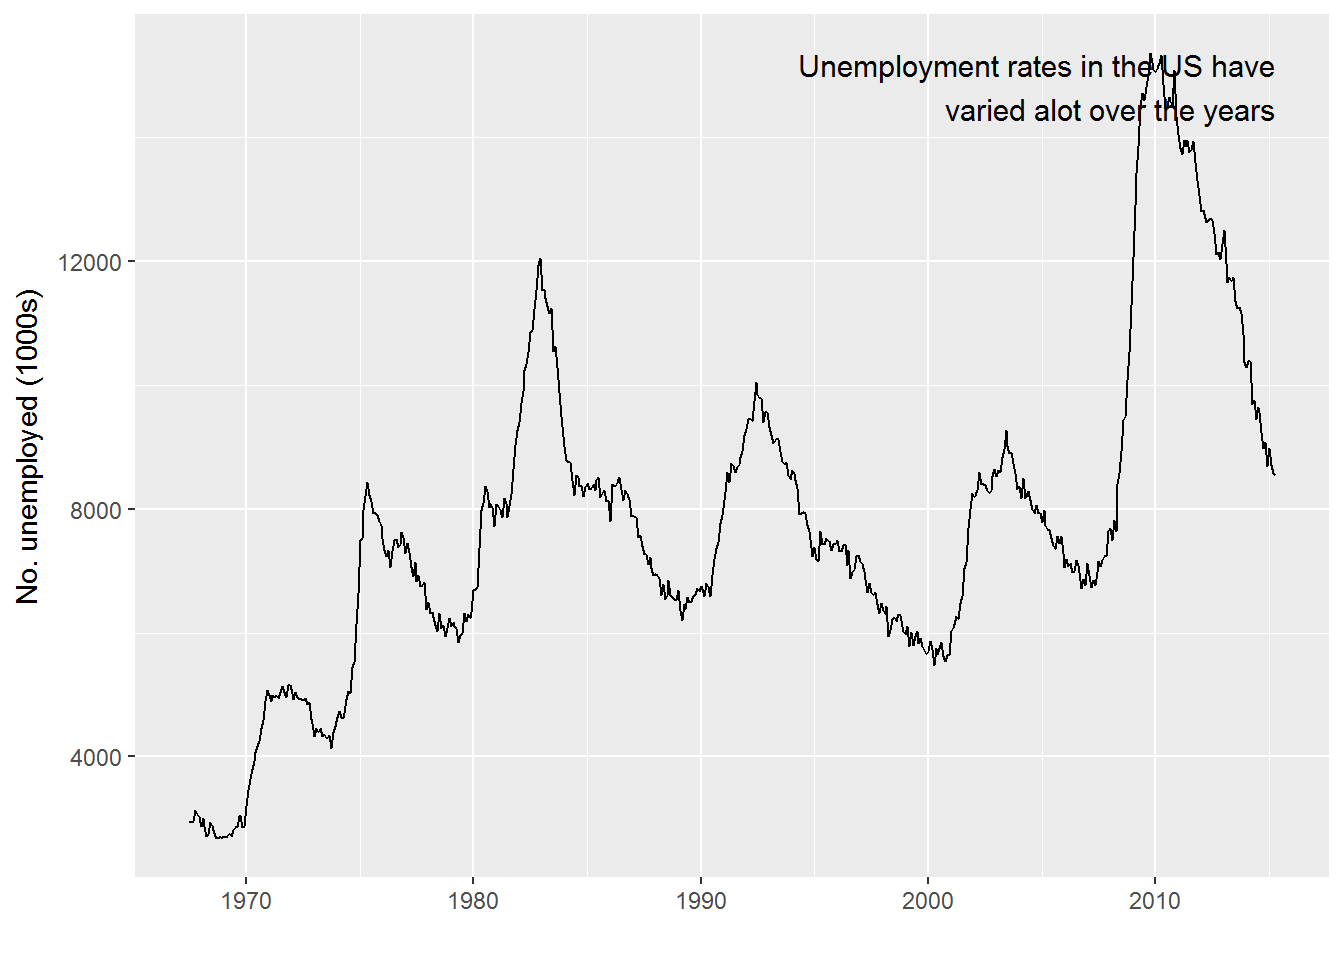 Unemployment rates in the US have
varied alot over the years
No. unemployed (1000s)
12000
8000
4000
1970
1980
1990
2000
2010